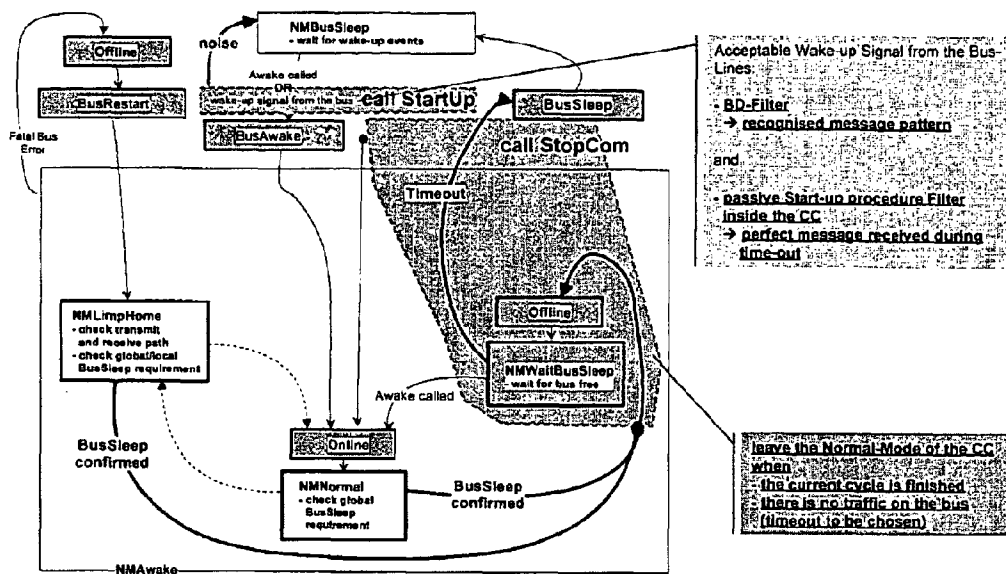 NMBusSleep
- wait for wake-up events
noise
Offline
BusRestart
Fatal Bus
Error
Awake called
OR
wake-up signal from the bus
call StartUp
BusAwake
BusSleep
call StopCom
Timeout
Acceptable Wake-up Signal from the Bus-
Lines:
- BD-Filter
→ recognised message pattern
and
- passive Start-up procedure Filter
inside the CC
→ perfect message received during
time-out
NMLimpHome
- check transmit
and receive path
- check global/local
BusSleep requirement
Offline
NMWaitBusSleep
- wait for bus free
Awake called
BusSleep
confirmed
Online
NMNormal
- check global
BusSleep
requirement
BusSleep
confirmed
leave the Normal-Mode of the CC
when
the current cycle is finished
there is no traffic on the bus
(timeout to be chosen)
NMAwake